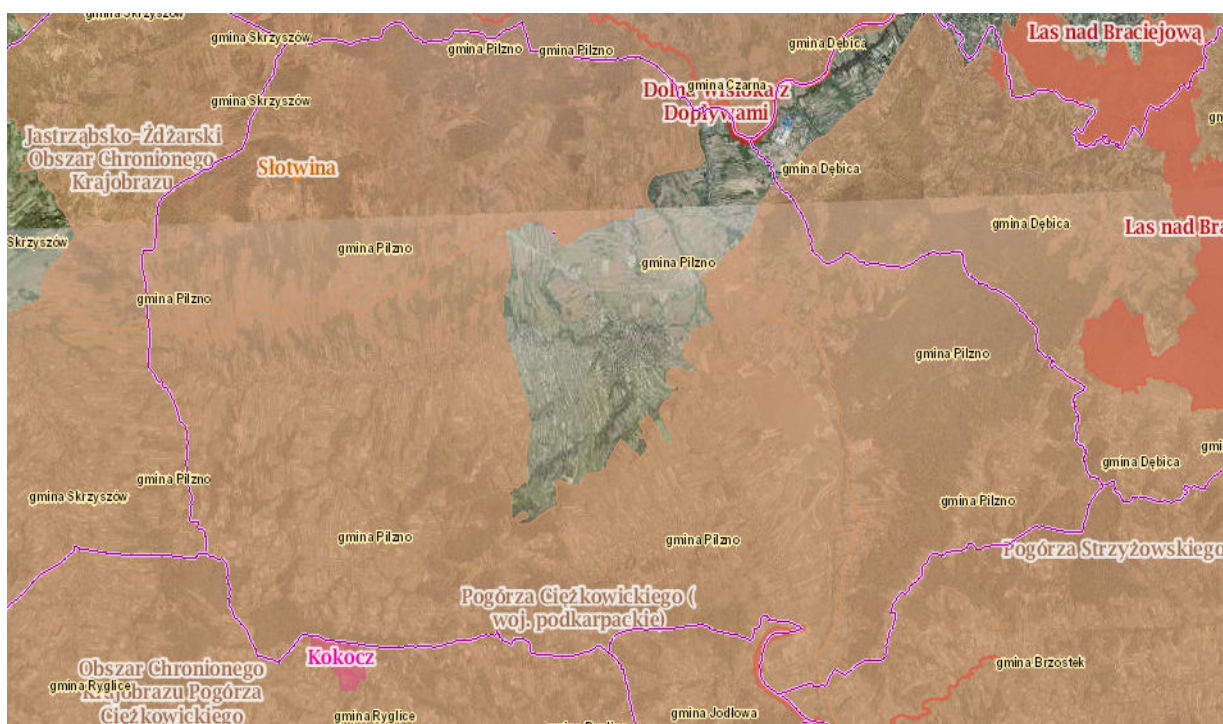 gmina Skrzyszów
gmina Skrzyszów
gmina Pilzno
gmina Pilzno
gmina Dębica
Las nad Braciejową
gmina Skrzyszów
Dolna Wisłoka z
Dopływami
gmina Czarna
Jastrząbsko-Żdżarski
Obszar Chronionego
Krajobrazu
Słotwina
gmina Dębica
Skrzyszów
gmina Pilzno
gmina Pilzno
gmina Dębica
Las nad Bra
gmina Pilzno
gmina Pilzno
gmina Skrzyszów
gmina Pilzno
gmina Dębica
gmina Pilzno
gmina Pilzno
gmina Pilzno
Pogórza Strzyżowskiego
Pogórza Ciężkowickiego (
woj. podkarpackie)
Kokocz
Obszar Chronionego
Krajobrazu Pogórza
Ciężkowickiego
gmina Ryglice
gmina Brzostek
gmina Ryglice
gmina Jodłowa